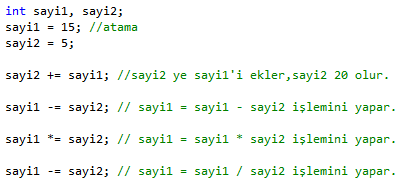 int sayi1, sayi2;
sayi1 = 15; //atama
sayi2 = 5;
sayi2 += sayi1; //sayi2 ye sayi1'i ekler,sayi2 20 olur.
sayi1 -= sayi2; // sayi1 = sayi1 - sayi2 işlemini yapar.
sayi1 *= sayi2; // sayi1 = sayi1 * sayi2 işlemini yapar.
sayi1 -= sayi2; // sayi1 = sayi1 / sayi2 işlemini yapar.